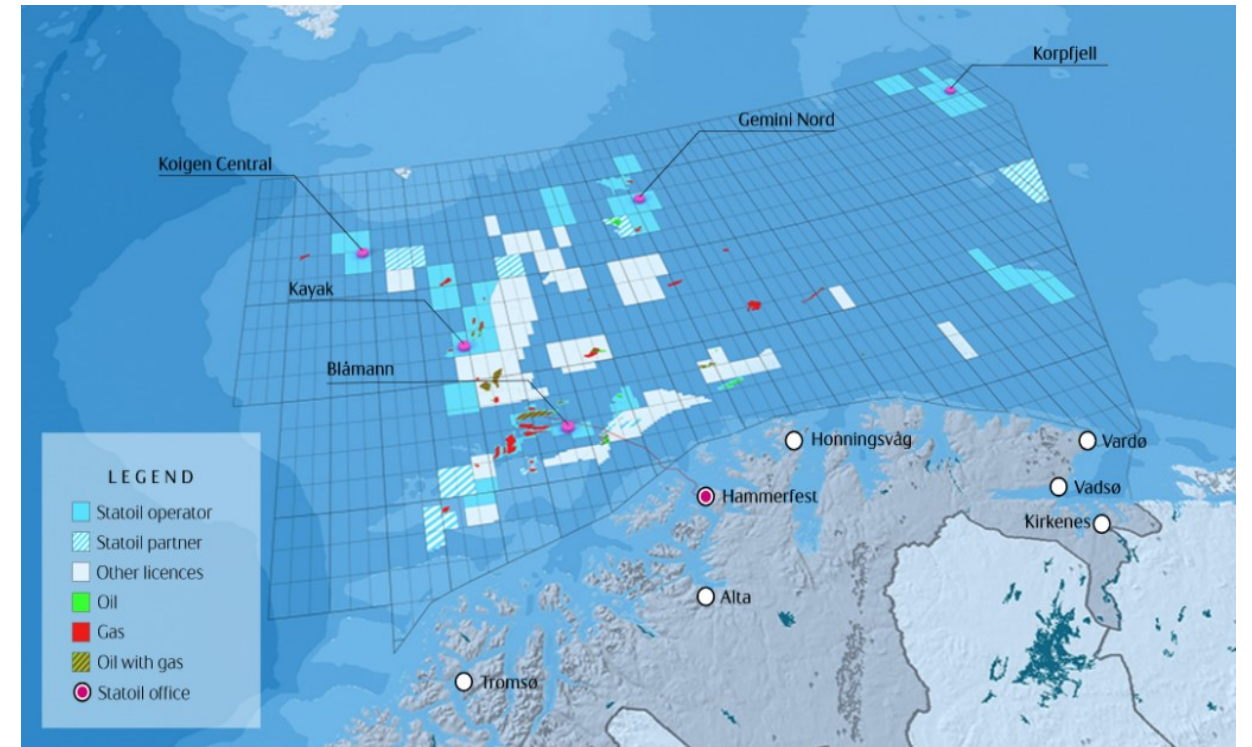 Korpfjell
Gemini Nord
Koigen Central
Kayak
Blåmann
Honningsvåg
Vardø
Hammerfest
Vadsø
Kirkenes
Alta
Tromsø
LEGEND
Statoil operator
Statoil partner
Other licences
Oil
Gas
Oil with gas
Statoil office